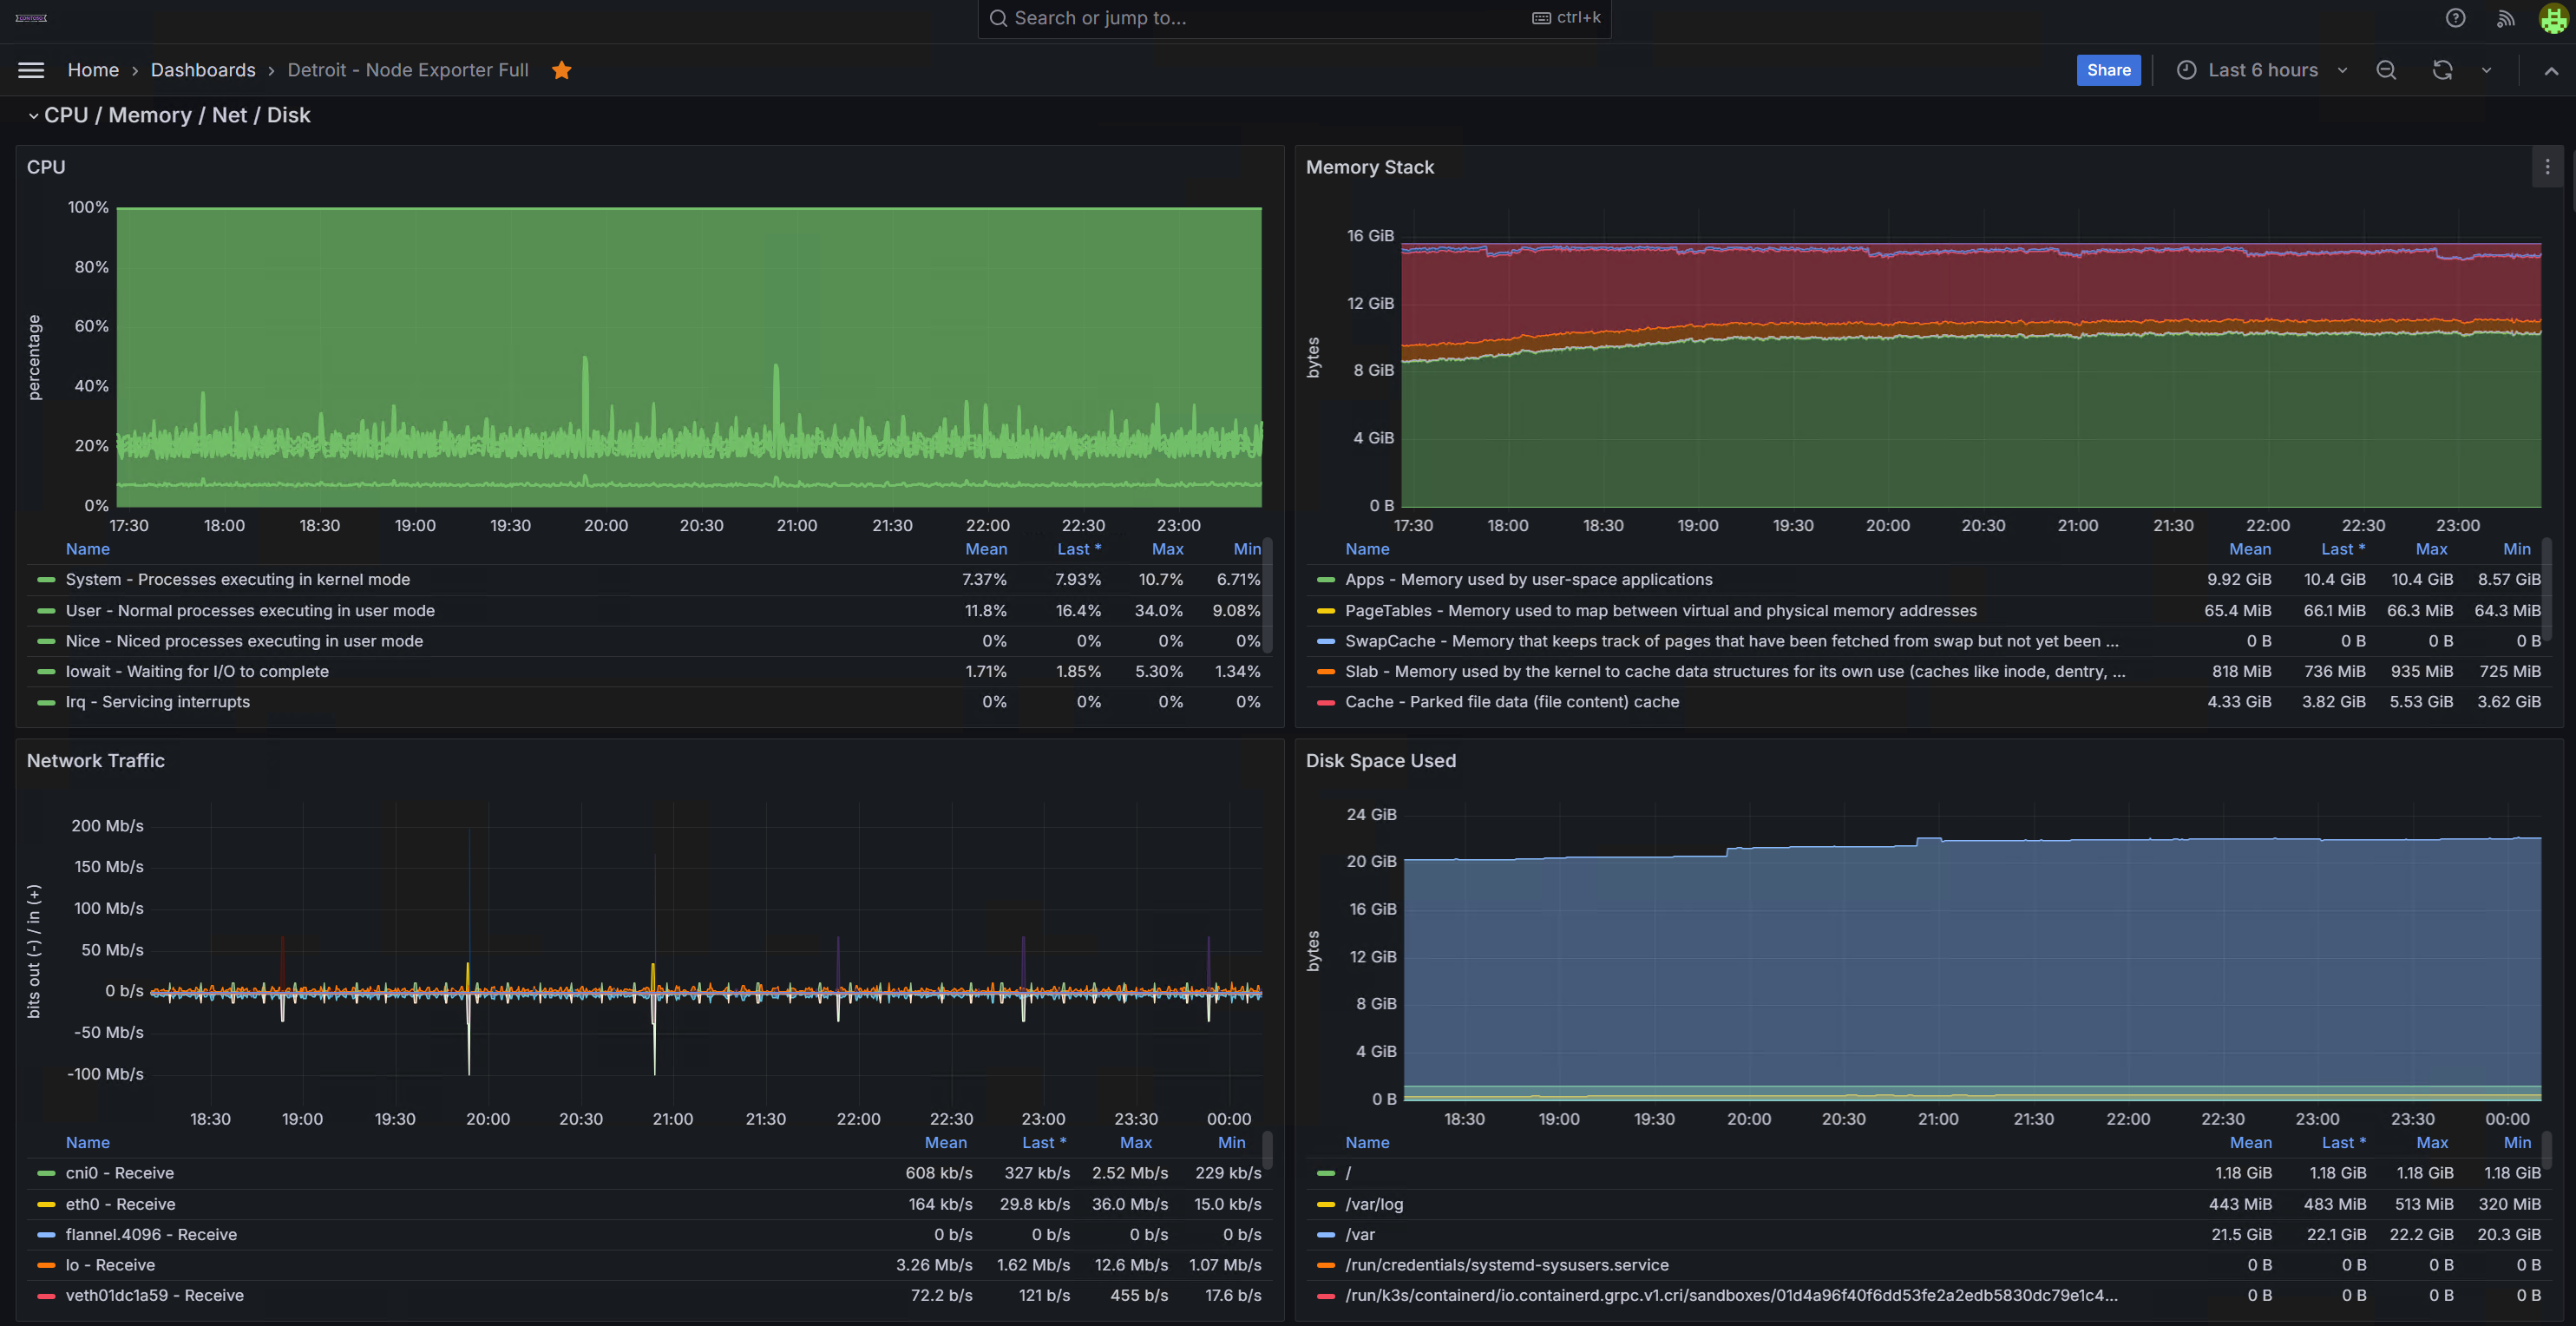 CONTOSO
Search or jump to...
ctrl+k
Home › Dashboards › Detroit - Node Exporter Full
Share
Last 6 hours
CPU / Memory / Net / Disk
CPU
percentage
100%
80%
60%
40%
20%
0%
17:30 18:00 18:30 19:00 19:30 20:00 20:30 21:00 21:30 22:00 22:30 23:00
Name Mean Last * Max Min
System - Processes executing in kernel mode 7.37% 7.93% 10.7% 6.71%
User - Normal processes executing in user mode 11.8% 16.4% 34.0% 9.08%
Nice - Niced processes executing in user mode 0% 0% 0% 0%
Iowait - Waiting for I/O to complete 1.71% 1.85% 5.30% 1.34%
Irq - Servicing interrupts 0% 0% 0% 0%
Memory Stack
bytes
16 GiB
12 GiB
8 GiB
4 GiB
0 B
17:30 18:00 18:30 19:00 19:30 20:00 20:30 21:00 21:30 22:00 22:30 23:00
Name Mean Last * Max Min
Apps - Memory used by user-space applications 9.92 GiB 10.4 GiB 10.4 GiB 8.57 GiB
PageTables - Memory used to map between virtual and physical memory addresses 65.4 MiB 66.1 MiB 66.3 MiB 64.3 MiB
SwapCache - Memory that keeps track of pages that have been fetched from swap but not yet been ... 0 B 0 B 0 B 0 B
Slab - Memory used by the kernel to cache data structures for its own use (caches like inode, dentry, ... 818 MiB 736 MiB 935 MiB 725 MiB
Cache - Parked file data (file content) cache 4.33 GiB 3.82 GiB 5.53 GiB 3.62 GiB
Network Traffic
bits out (-) / in (+)
200 Mb/s
150 Mb/s
100 Mb/s
50 Mb/s
0 b/s
-50 Mb/s
-100 Mb/s
18:30 19:00 19:30 20:00 20:30 21:00 21:30 22:00 22:30 23:00 23:30 00:00
Name Mean Last * Max Min
cni0 - Receive 608 kb/s 327 kb/s 2.52 Mb/s 229 kb/s
eth0 - Receive 164 kb/s 29.8 kb/s 36.0 Mb/s 15.0 kb/s
flannel.4096 - Receive 0 b/s 0 b/s 0 b/s 0 b/s
lo - Receive 3.26 Mb/s 1.62 Mb/s 12.6 Mb/s 1.07 Mb/s
veth01dc1a59 - Receive 72.2 b/s 121 b/s 455 b/s 17.6 b/s
Disk Space Used
bytes
24 GiB
20 GiB
16 GiB
12 GiB
8 GiB
4 GiB
0 B
18:30 19:00 19:30 20:00 20:30 21:00 21:30 22:00 22:30 23:00 23:30 00:00
Name Mean Last * Max Min
/ 1.18 GiB 1.18 GiB 1.18 GiB 1.18 GiB
/var/log 443 MiB 483 MiB 513 MiB 320 MiB
/var 21.5 GiB 22.1 GiB 22.2 GiB 20.3 GiB
/run/credentials/systemd-sysusers.service 0 B 0 B 0 B 0 B
/run/k3s/containerd/io.containerd.grpc.v1.cri/sandboxes/01d4a96f40f6dd53fe2a2edb5830dc79e1c4... 0 B 0 B 0 B 0 B